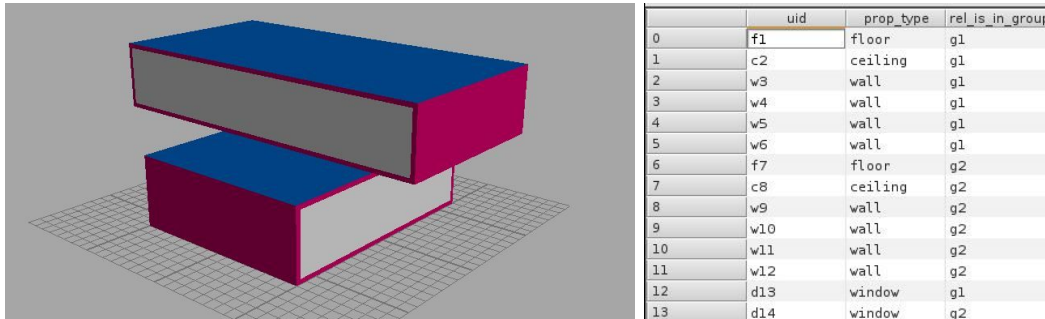 uid prop_type rel_is_in_group
0 f1 floor g1
1 c2 ceiling g1
2 w3 wall g1
3 w4 wall g1
4 w5 wall g1
5 w6 wall g1
6 f7 floor g2
7 c8 ceiling g2
8 w9 wall g2
9 w10 wall g2
10 w11 wall g2
11 w12 wall g2
12 d13 window g1
13 d14 window g2